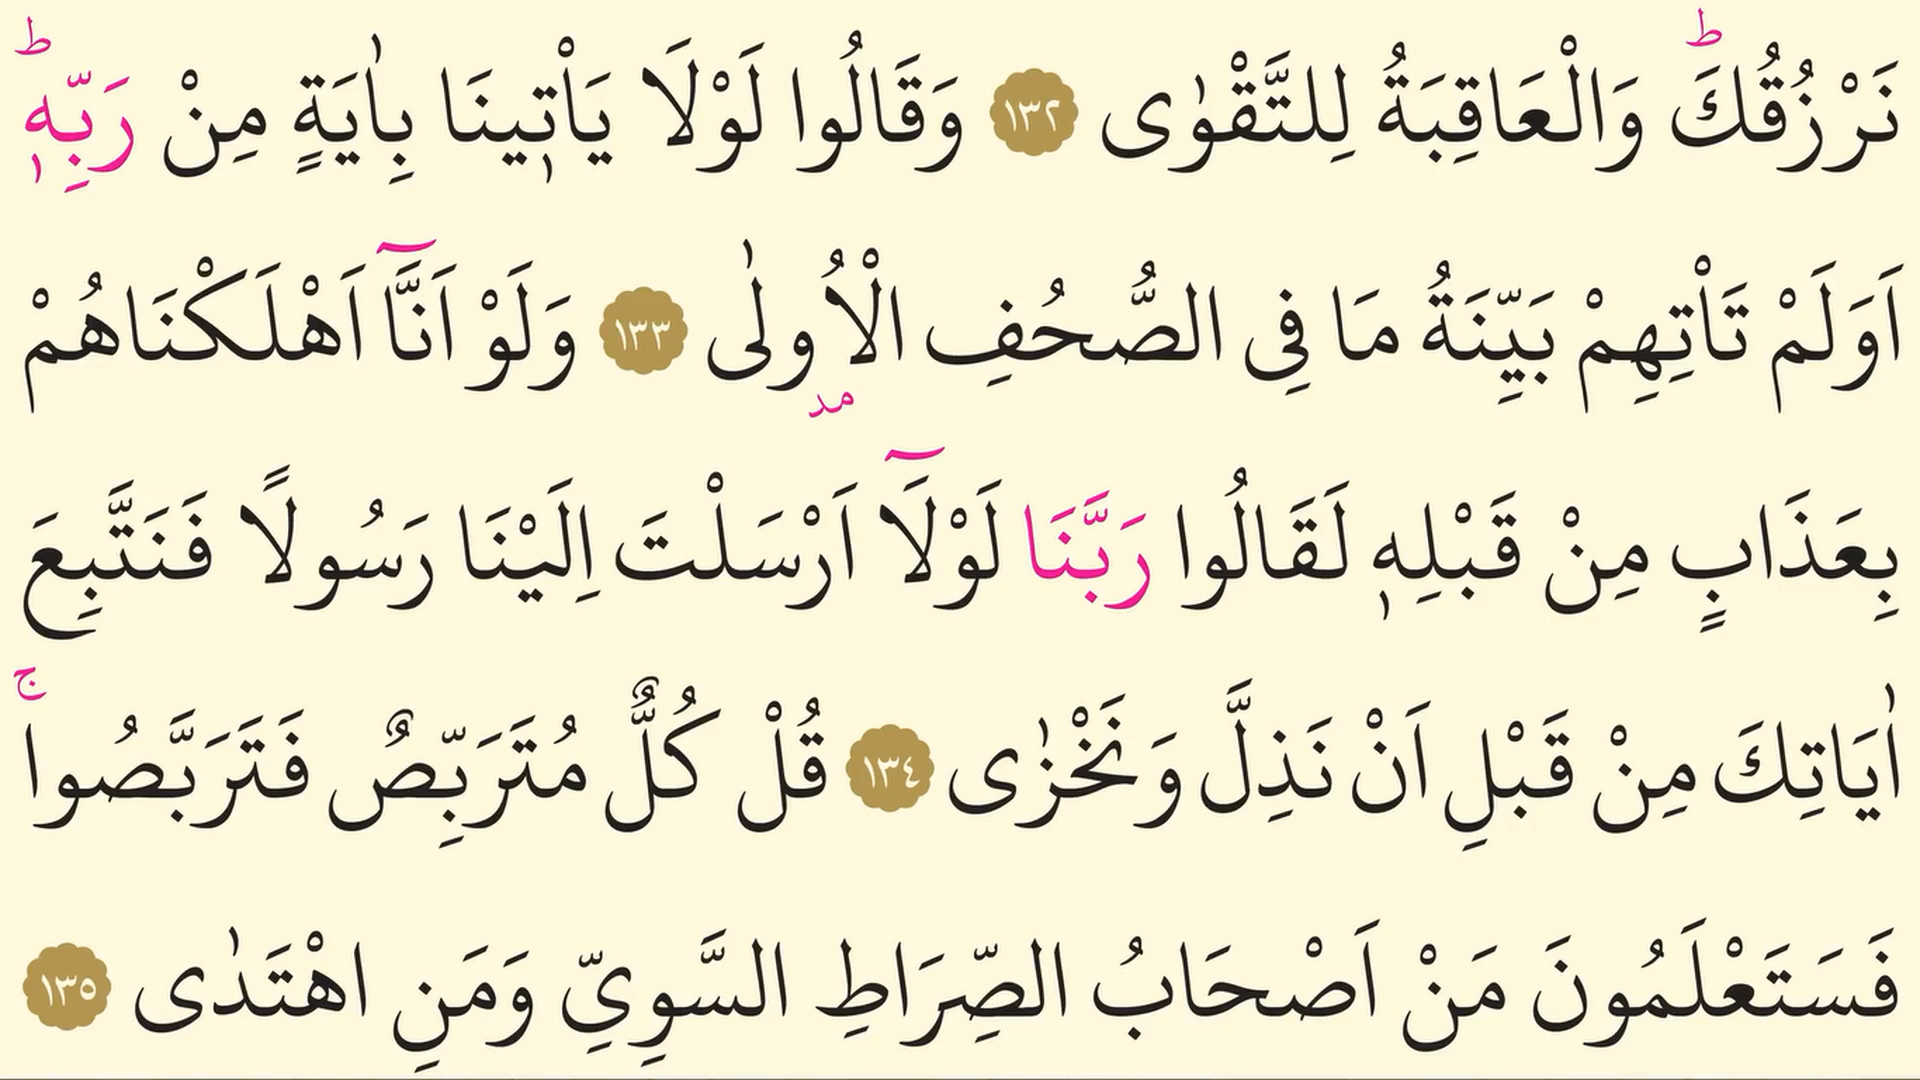 نَرْزُقُكَؕ وَالْعَاقِبَةُ لِلتَّقْوٰى ﴿١٣٢﴾ وَقَالُوا لَوْلَا يَأْت۪ينَا بِاٰيَةٍ مِنْ رَبِّه۪ؕ
اَوَلَمْ تَأْتِهِمْ بَيِّنَةُ مَا فِي الصُّحُفِ الْاُو۫لٰى ﴿١٣٣﴾ وَلَوْ اَنَّٓا اَهْلَكْنَاهُمْ
بِعَذَابٍ مِنْ قَبْلِه۪ لَقَالُوا رَبَّنَا لَوْلَٓا اَرْسَلْتَ اِلَيْنَا رَسُولًا فَنَتَّبِعَ
اٰيَاتِكَ مِنْ قَبْلِ اَنْ نَذِلَّ وَنَخْزٰى ﴿١٣٤﴾ قُلْ كُلٌّ مُتَرَبِّصٌ فَتَرَبَّصُواۚ
فَسَتَعْلَمُونَ مَنْ اَصْحَابُ الصِّرَاطِ السَّوِيِّ وَمَنِ اهْتَدٰى ﴿١٣٥﴾